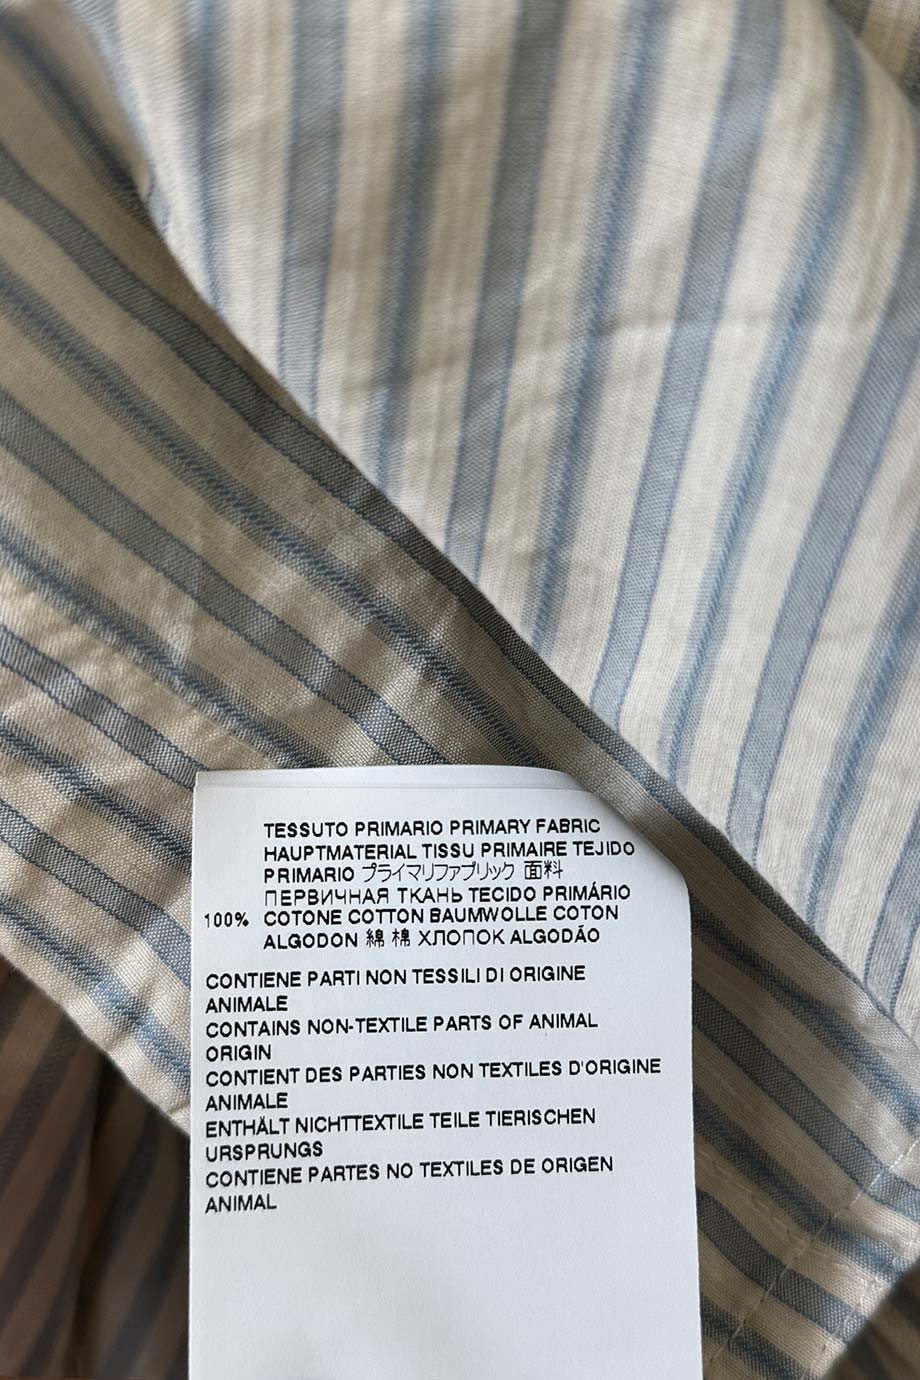 TESSUTO PRIMARIO PRIMARY FABRIC
HAUPTMATERIAL TISSU PRIMAIRE TEJIDO
PRIMARIO プライマリファブリック 面料
ПЕРВИЧНАЯ ТКАНЬ TECIDO PRIMÁRIO
100% COTONE COTTON BAUMWOLLE COTON
ALGODON 綿 棉 ХЛОПОК ALGODÃO
CONTIENE PARTI NON TESSILI DI ORIGINE
ANIMALE
CONTAINS NON-TEXTILE PARTS OF ANIMAL
ORIGIN
CONTIENT DES PARTIES NON TEXTILES D'ORIGINE
ANIMALE
ENTHÄLT NICHTTEXTILE TEILE TIERISCHEN
URSPRUNGS
CONTIENE PARTES NO TEXTILES DE ORIGEN
ANIMAL